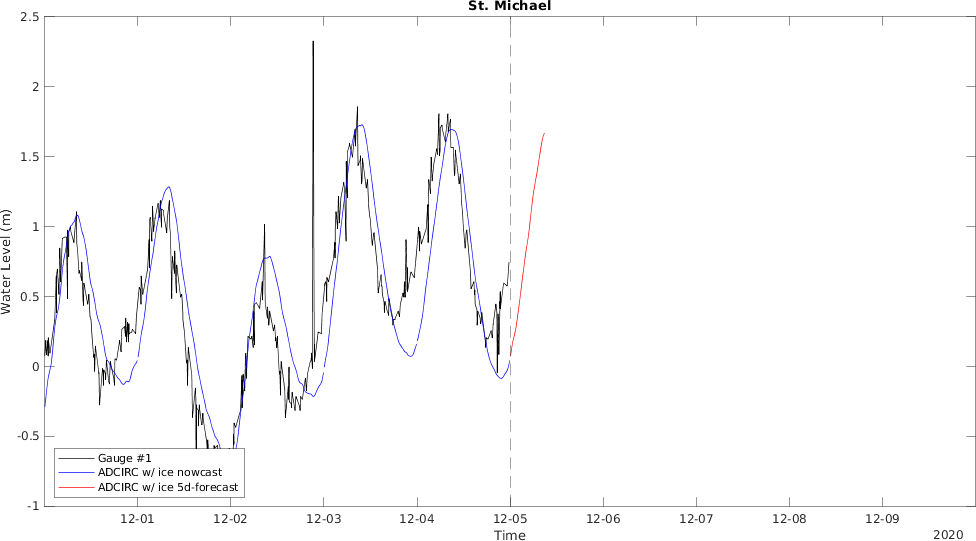 St. Michael
2.5
2
1.5
1
0.5
0
-0.5
-1
Water Level (m)
Gauge #1
ADCIRC w/ ice nowcast
ADCIRC w/ ice 5d-forecast
12-01 12-02 12-03 12-04 12-05 12-06 12-07 12-08 12-09
Time
2020